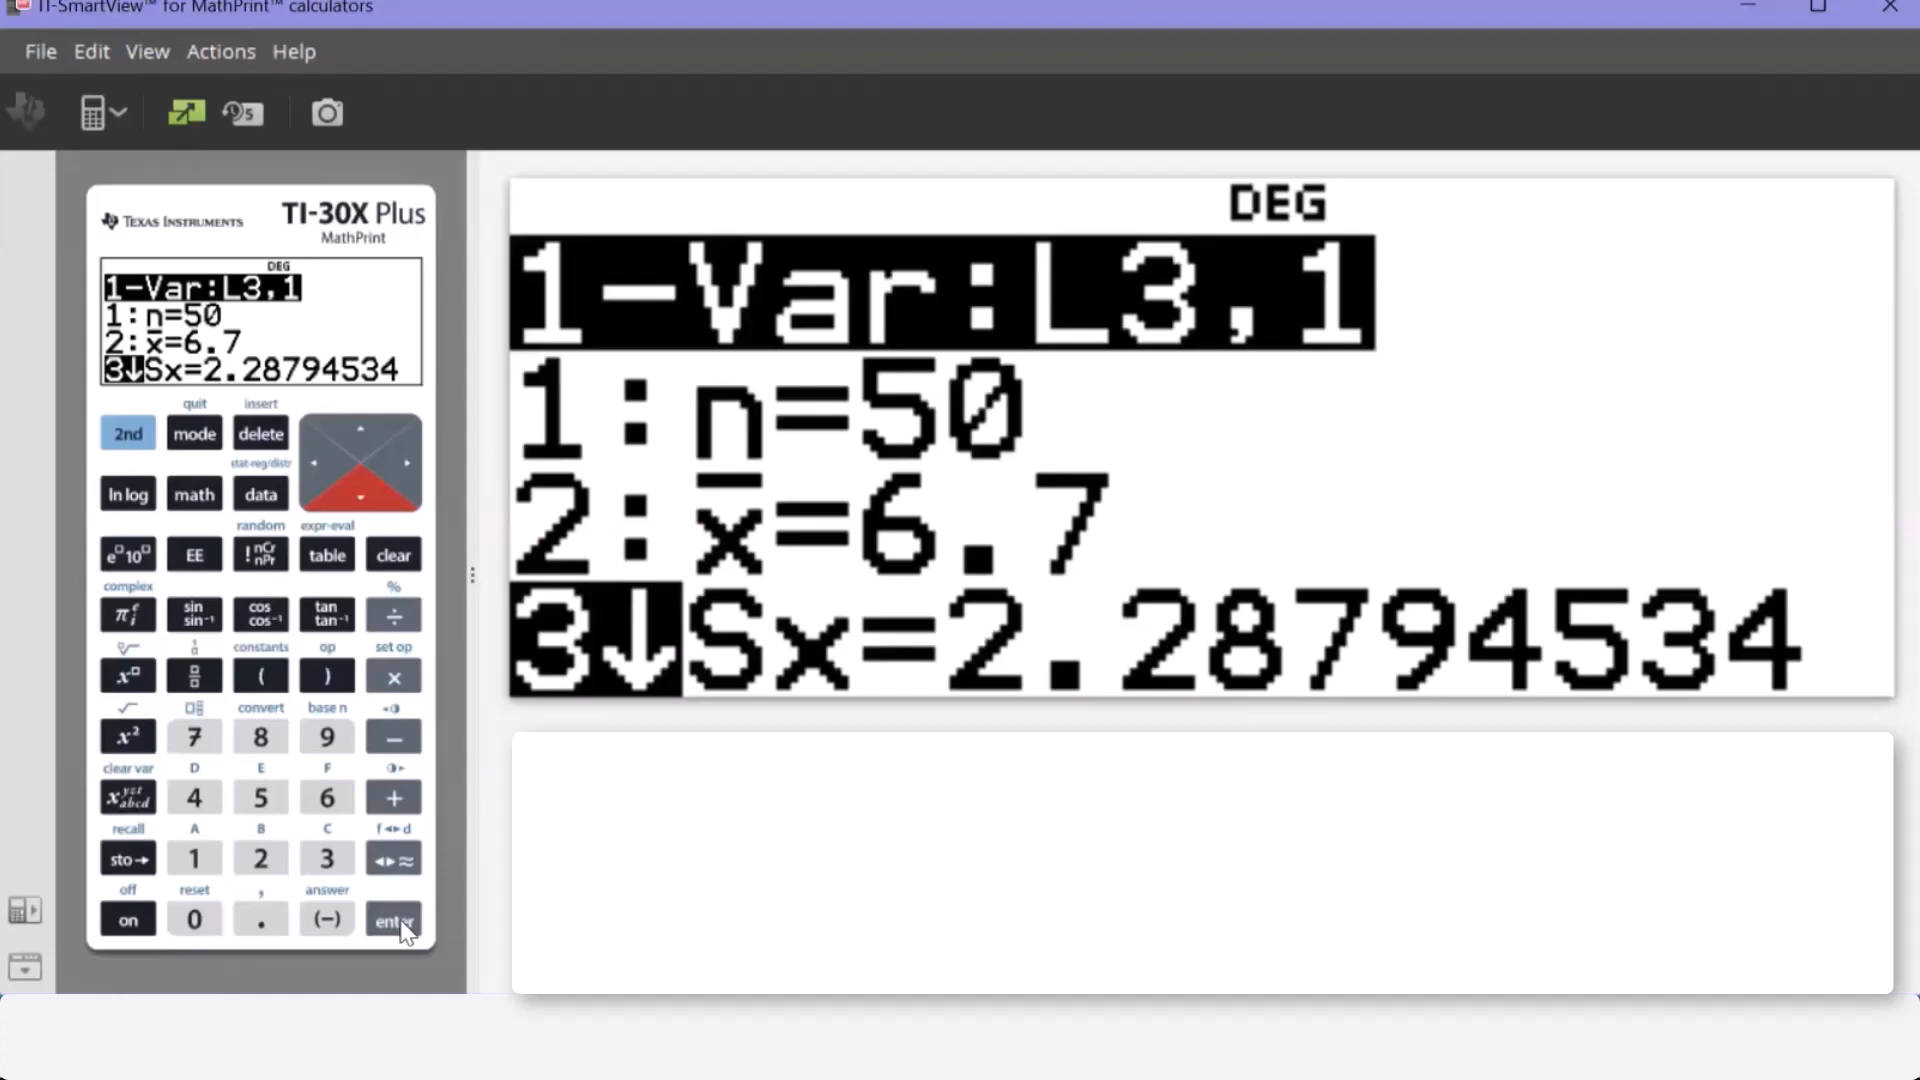 TI-SmartView™ for MathPrint™ calculators
File Edit View Actions Help
TEXAS INSTRUMENTS TI-30X Plus
MathPrint
DEG
1-Var:L3,1
1:n=50
2:x̅=6.7
3↓Sx=2.28794534
quit insert
2nd mode delete
stat-reg/distr
ln log math data
random expr-eval
e□10□ EE ! nCr nPr table clear
complex %
π e i sin sin-1 cos cos-1 tan tan-1 ÷
constants op set op
x□ □/□ ( ) ×
√ convert base n
x² 7 8 9 −
clear var D E F
x yzt abcd 4 5 6 +
recall A B C f◄►d
sto→ 1 2 3 ◄►≈
off reset , answer
on 0 . (−) enter
DEG
1-Var:L3,1
1:n=50
2:x̅=6.7
3↓Sx=2.28794534